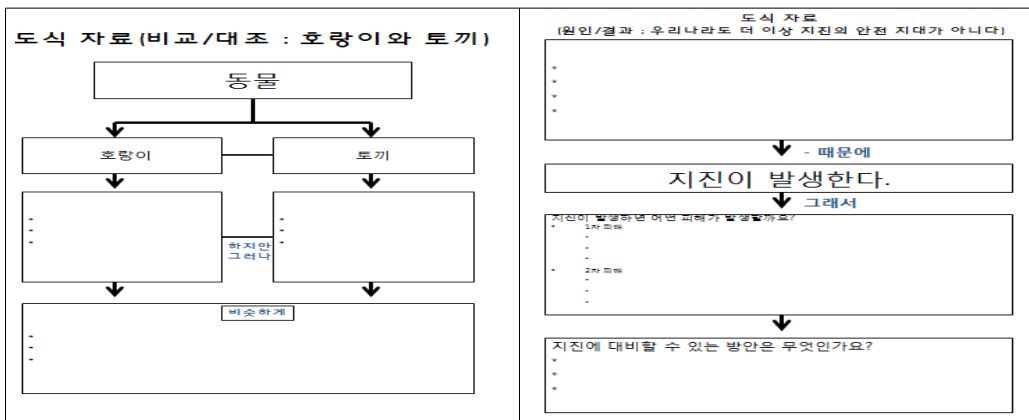 도식 자료(비교/대조 : 호랑이와 토끼)
동물
호랑이
토끼
하지만
그러나
비슷하게
도식 자료
(원인/결과 : 우리나라도 더 이상 지진의 안전 지대가 아니다)
*
*
*
*
- 때문에
지진이 발생한다.
그래서
지진이 발생하면 어떤 피해가 발생할까요?
• 1차 피해
-
-
-
• 2차 피해
-
-
-
지진에 대비할 수 있는 방안은 무엇인가요?
*
*
*